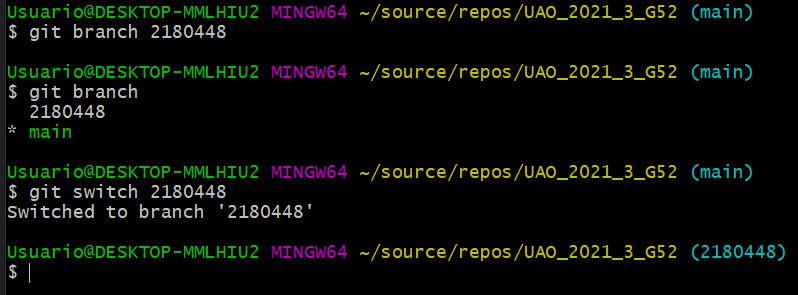 Usuario@DESKTOP-MMLHIU2 MINGW64 ~/source/repos/UAO_2021_3_G52 (main)
$ git branch 2180448
Usuario@DESKTOP-MMLHIU2 MINGW64 ~/source/repos/UAO_2021_3_G52 (main)
$ git branch
  2180448
* main
Usuario@DESKTOP-MMLHIU2 MINGW64 ~/source/repos/UAO_2021_3_G52 (main)
$ git switch 2180448
Switched to branch '2180448'
Usuario@DESKTOP-MMLHIU2 MINGW64 ~/source/repos/UAO_2021_3_G52 (2180448)
$